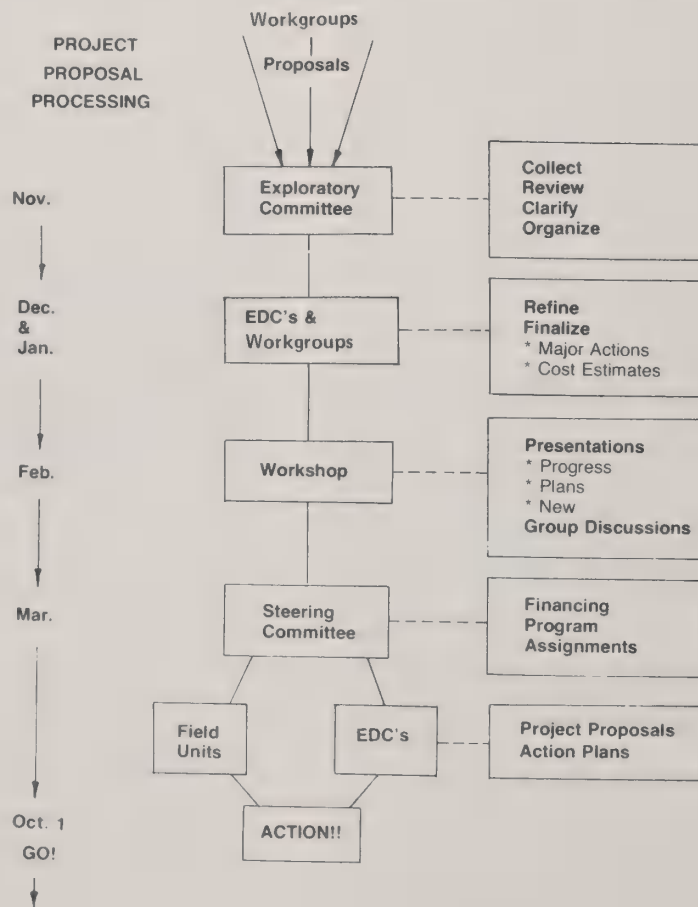 PROJECT
PROPOSAL
PROCESSING
Workgroups
Proposals
Nov.
Exploratory
Committee
Collect
Review
Clarify
Organize
Dec.
&
Jan.
EDC's &
Workgroups
Refine
Finalize
* Major Actions
* Cost Estimates
Feb.
Workshop
Presentations
* Progress
* Plans
* New
Group Discussions
Mar.
Steering
Committee
Financing
Program
Assignments
Field
Units
EDC's
Project Proposals
Action Plans
Oct. 1
GO!
ACTION!!